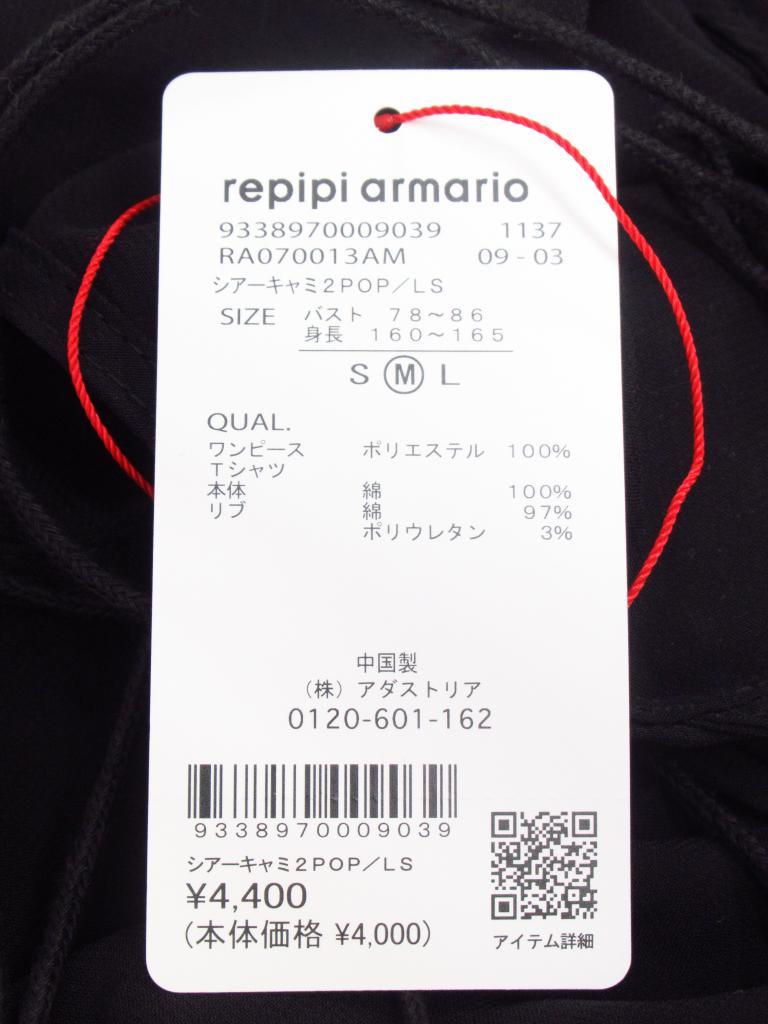 repipi armario
9338970009039 1137
RA070013AM 09-03
シアーキャミ2POP/LS
SIZE バスト 78~86
身長 160~165
S M L
QUAL.
ワンピース ポリエステル 100%
Tシャツ
本体 綿 100%
リブ 綿 97%
ポリウレタン 3%
中国製
(株)アダストリア
0120-601-162
9338970009039
シアーキャミ2POP/LS
¥4,400
(本体価格 ¥4,000)
アイテム詳細